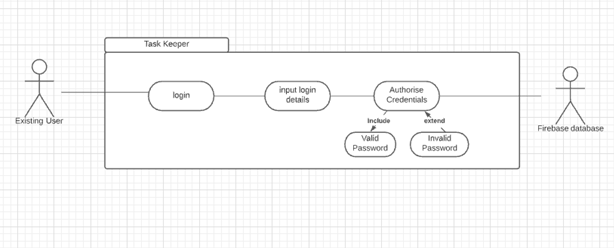 Task Keeper
login
input login
details
Authorise
Credentials
Include
extend
Valid
Password
Invalid
Password
Existing User
Firebase database